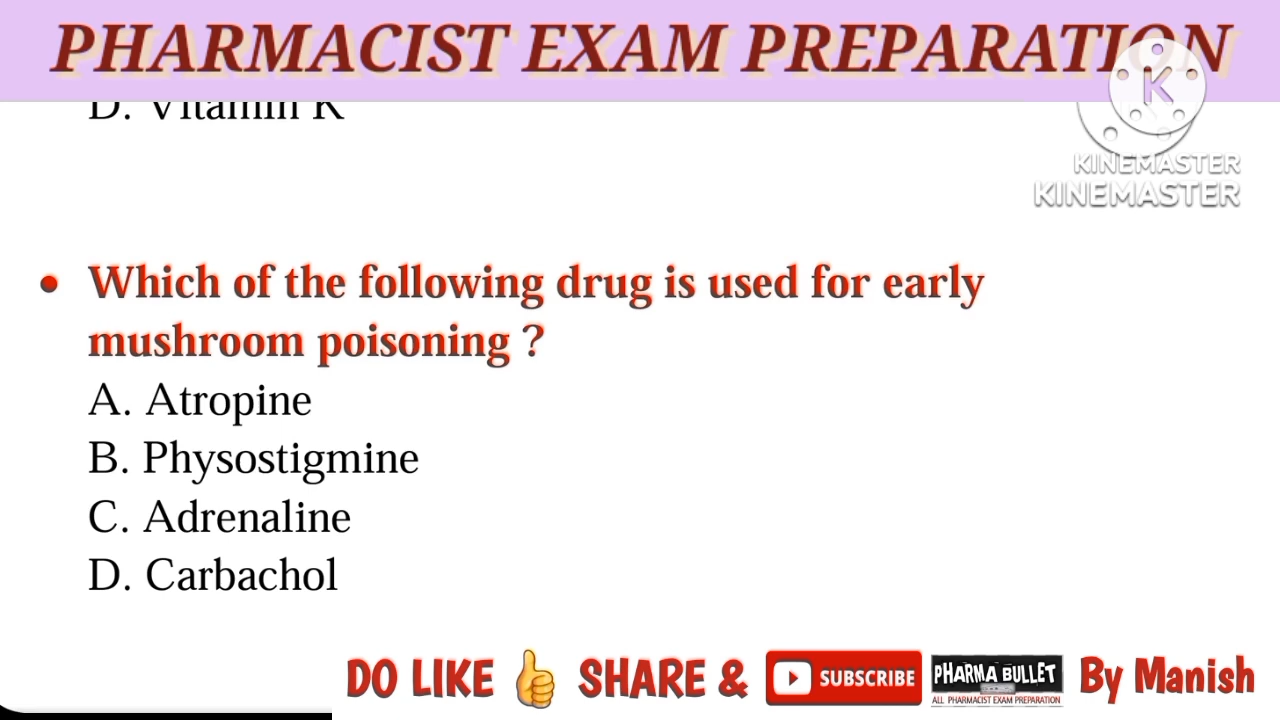 PHARMACIST EXAM PREPARATION
D. Vitamin K
K
KINEMASTER
KINEMASTER
• Which of the following drug is used for early
mushroom poisoning ?
A. Atropine
B. Physostigmine
C. Adrenaline
D. Carbachol
DO LIKE 👍 SHARE & SUBSCRIBE PHARMA BULLET By Manish
ALL PHARMACIST EXAM PREPARATION